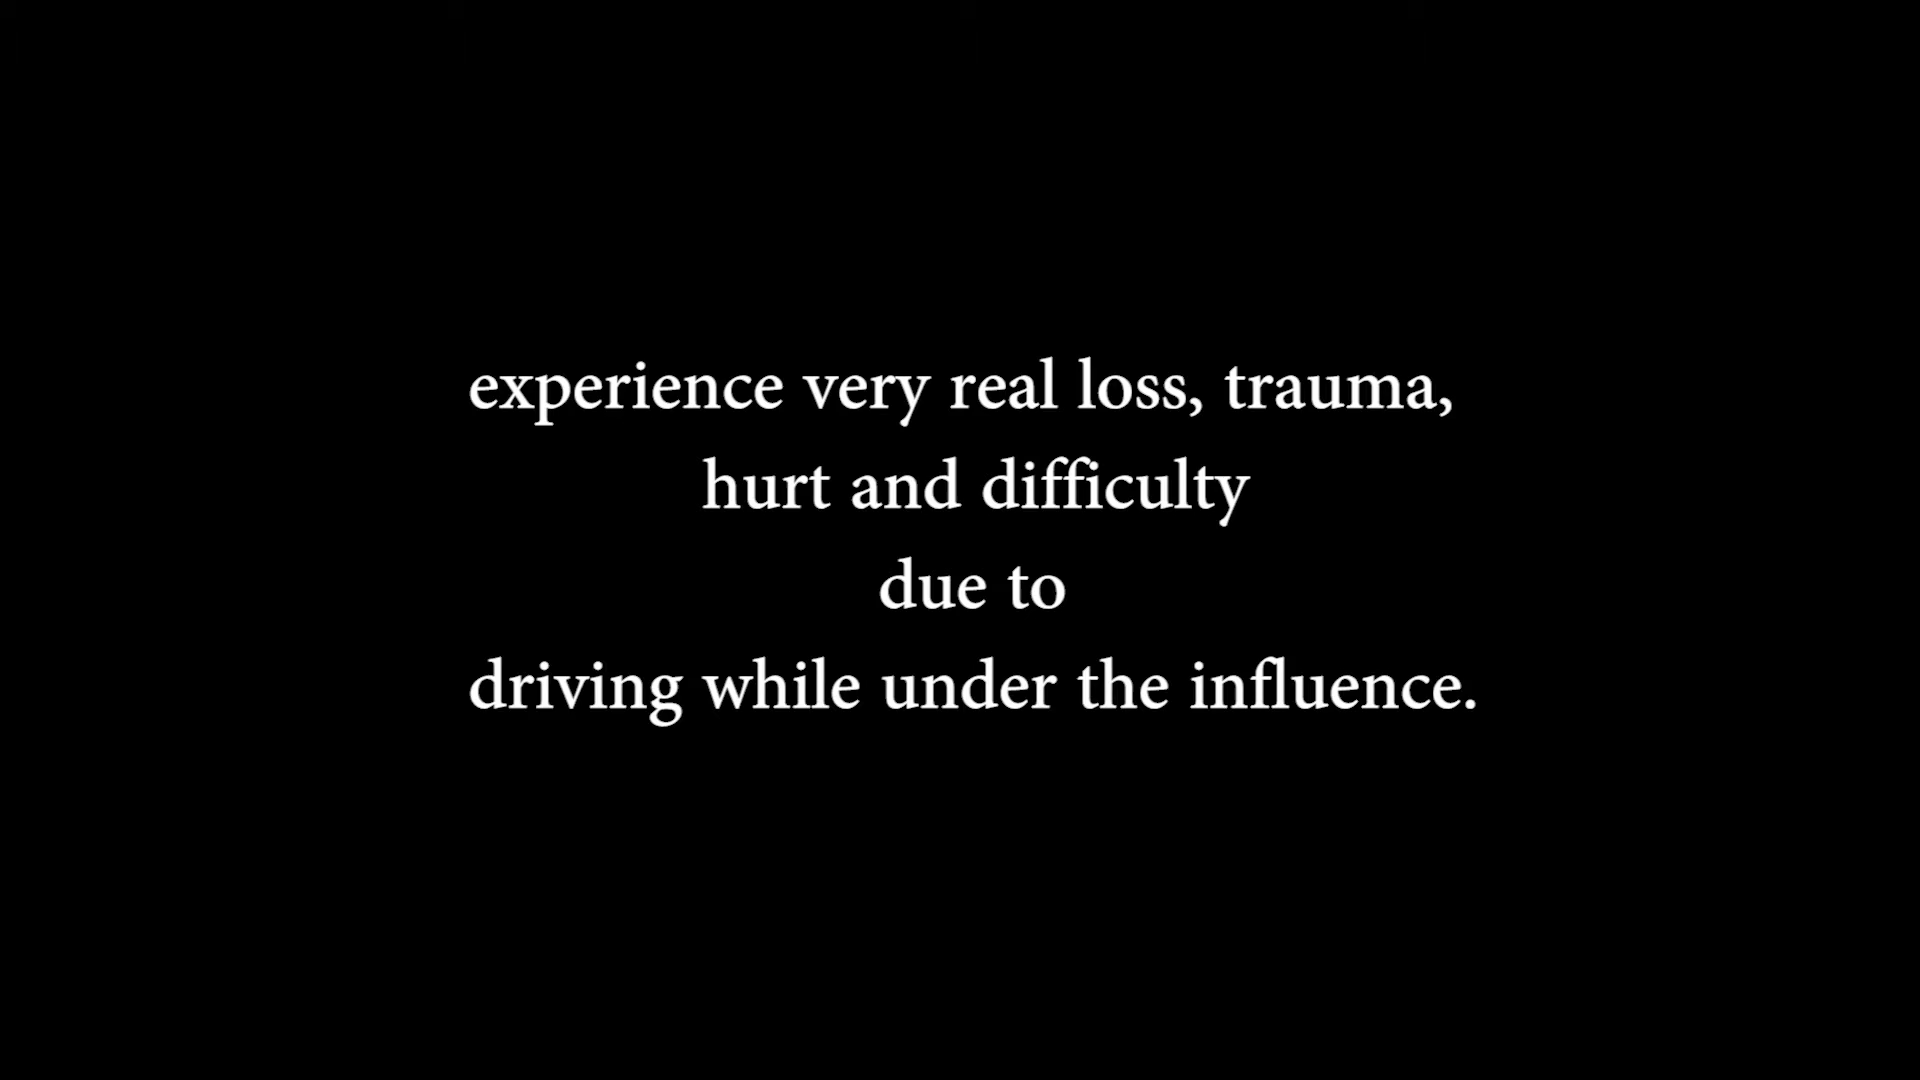 experience very real loss, trauma,
hurt and difficulty
due to
driving while under the influence.